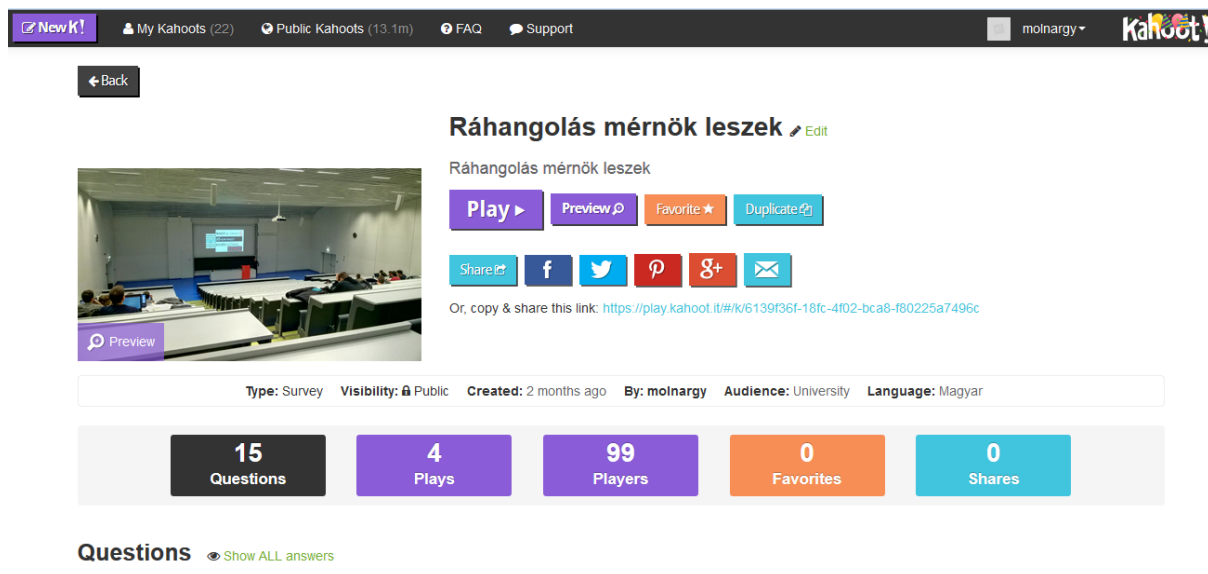 New K! My Kahoots (22) Public Kahoots (13.1m) FAQ Support molnargy Kahoot!
Back
Ráhangolás mérnök leszek Edit
Ráhangolás mérnök leszek
Play Preview Favorite Duplicate
Share f g+
Or, copy & share this link: https://play.kahoot.it/#/k/6139f36f-18fc-4f02-bca8-f80225a7496c
Preview
Type: Survey Visibility: Public Created: 2 months ago By: molnargy Audience: University Language: Magyar
15 4 99 0 0
Questions Plays Players Favorites Shares
Questions Show ALL answers